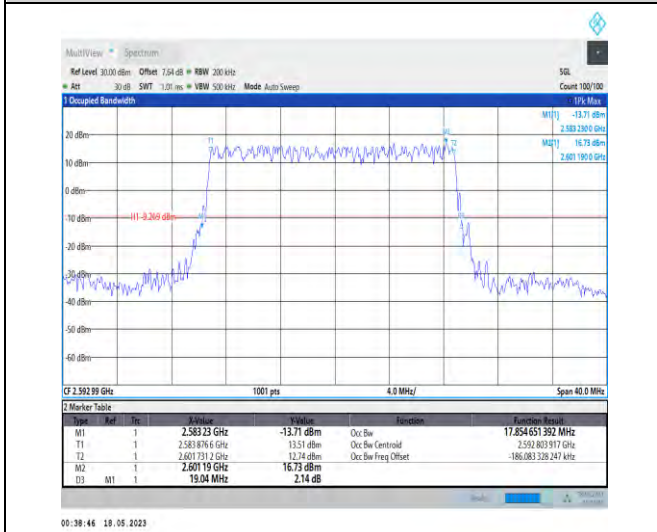 MultiView Spectrum
Ref Level 30.00 dBm Offset 7.64 dB RBW 200 kHz SGL
Att 30 dB SWT 1.01 ms VBW 500 kHz Mode Auto Sweep Count 100/100
1 Occupied Bandwidth 1Pk Max
M1[1] -13.71 dBm
2.583 230 0 GHz
M2[1] 16.73 dBm
2.601 190 0 GHz
20 dBm
T1 M2 T2
10 dBm
0 dBm
-10 dBm H1 -9.269 dBm
-20 dBm
-30 dBm
-40 dBm
-50 dBm
-60 dBm
CF 2.592 99 GHz 1001 pts 4.0 MHz/ Span 40.0 MHz
2 Marker Table
Type Ref Trc X-Value Y-Value Function Function Result
M1 1 2.583 23 GHz -13.71 dBm Occ Bw 17.854 651 392 MHz
T1 1 2.583 876 6 GHz 13.51 dBm Occ Bw Centroid 2.592 803 917 GHz
T2 1 2.601 731 2 GHz 12.74 dBm Occ Bw Freq Offset -186.083 328 247 kHz
M2 1 2.601 19 GHz 16.73 dBm
D3 M1 1 19.04 MHz 2.14 dB
00:38:46 18.05.2023